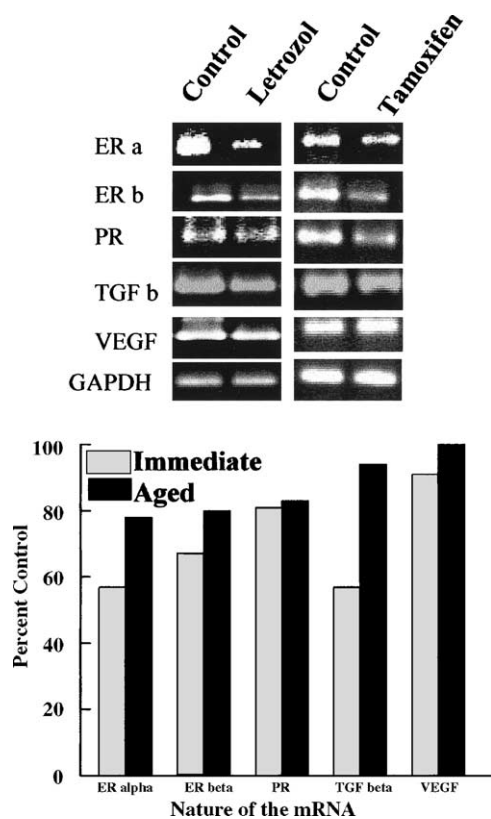 Control Letrozol Control Tamoxifen
ER a
ER b
PR
TGF b
VEGF
GAPDH
100
80
60
40
20
0
Percent Control
Immediate
Aged
ER alpha ER beta PR TGF beta VEGF
Nature of the mRNA